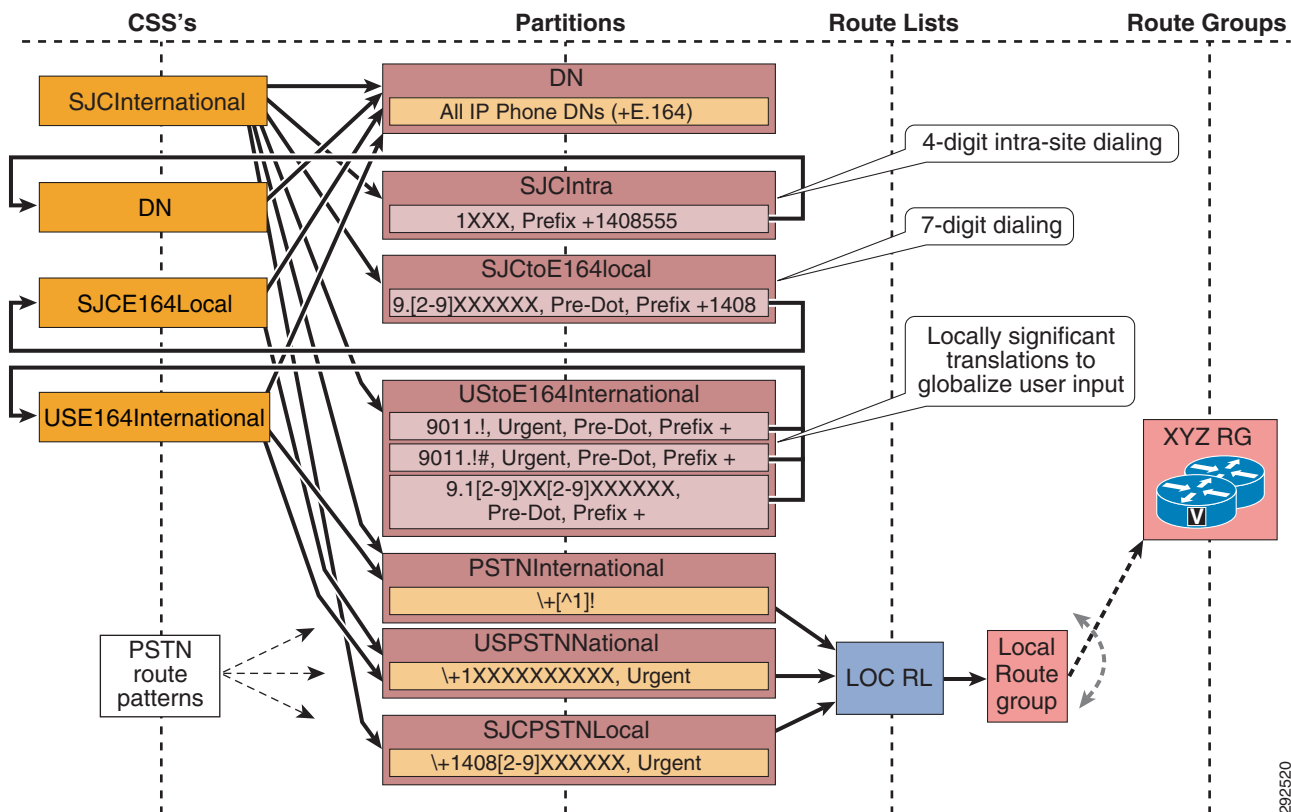 CSS's
Partitions
Route Lists
Route Groups
SJCInternational
DN
All IP Phone DNs (+E.164)
4-digit intra-site dialing
DN
SJCIntra
1XXX, Prefix +1408555
7-digit dialing
SJCE164Local
SJCtoE164local
9.[2-9]XXXXXX, Pre-Dot, Prefix +1408
Locally significant
translations to
globalize user input
USE164International
UStoE164International
9011.!, Urgent, Pre-Dot, Prefix +
9011.!#, Urgent, Pre-Dot, Prefix +
9.1[2-9]XX[2-9]XXXXXX,
Pre-Dot, Prefix +
XYZ RG
V
PSTNInternational
\+[^1]!
PSTN
route
patterns
USPSTNNational
\+1XXXXXXXXXX, Urgent
LOC RL
Local
Route
group
SJCPSTNLocal
\+1408[2-9]XXXXXX, Urgent
292520